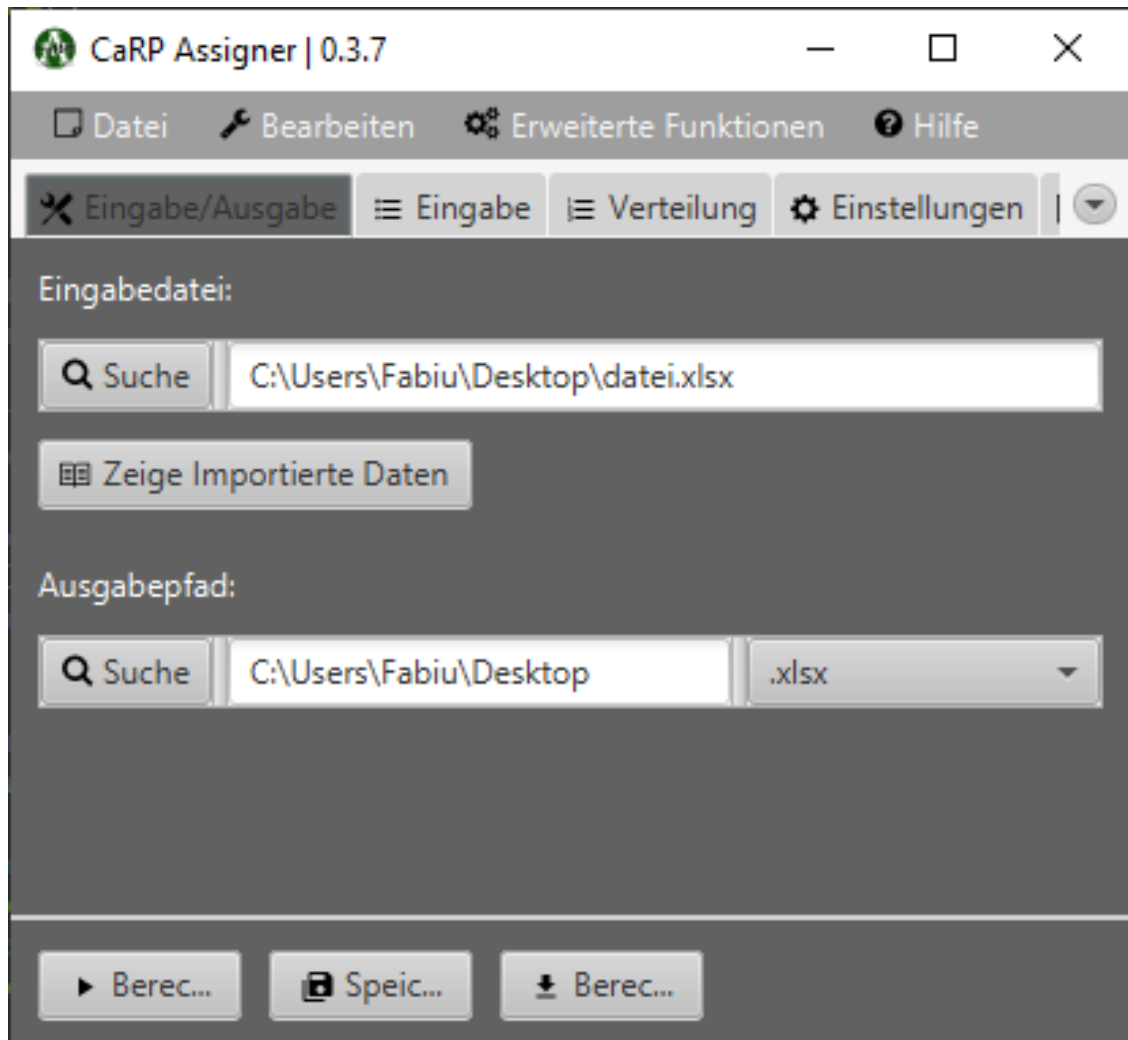 CaRP Assigner | 0.3.7
Datei Bearbeiten Erweiterte Funktionen Hilfe
Eingabe/Ausgabe Eingabe Verteilung Einstellungen
Eingabedatei:
Suche C:\Users\Fabiu\Desktop\datei.xlsx
Zeige Importierte Daten
Ausgabepfad:
Suche C:\Users\Fabiu\Desktop .xlsx
Berec... Speic... Berec...